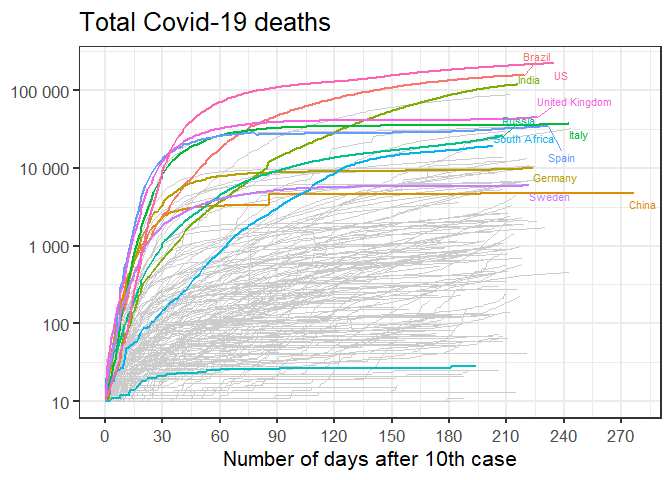 Total Covid-19 deaths
Brazil
US
India
United Kingdom
Russia
Italy
South Africa
Spain
Germany
Sweden
China
100 000
10 000
1 000
100
10
0 30 60 90 120 150 180 210 240 270
Number of days after 10th case